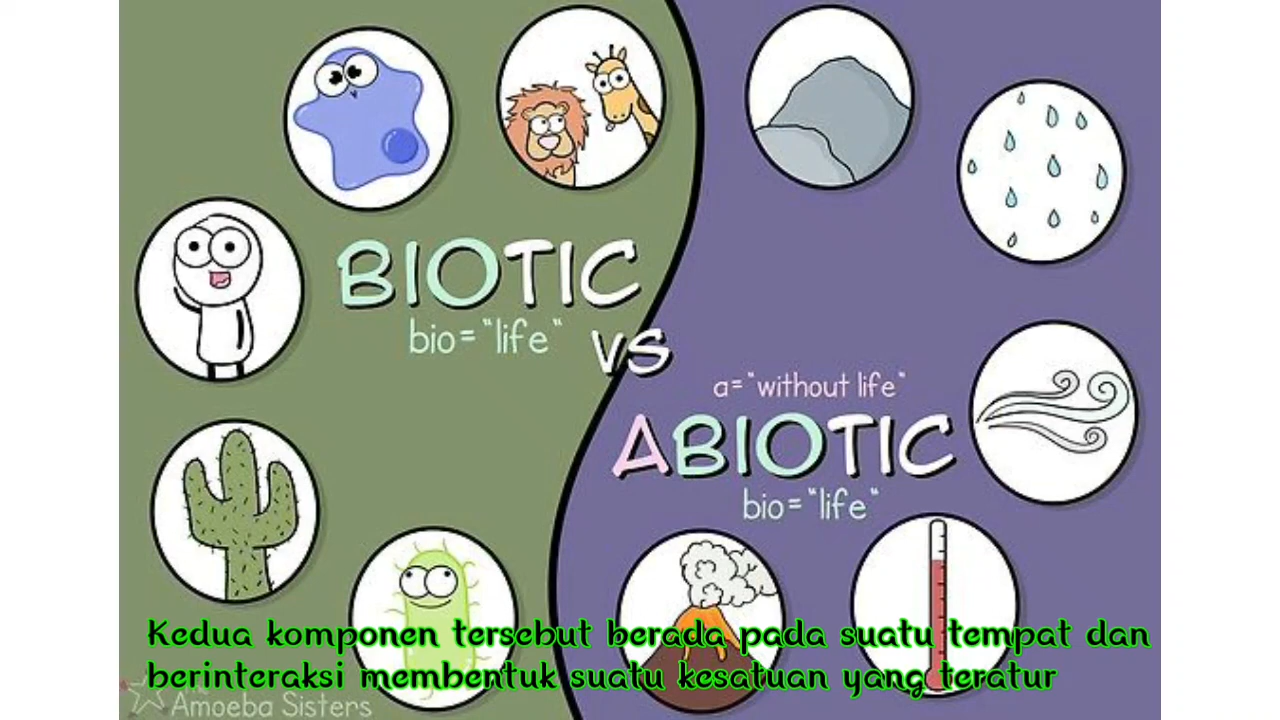 BIOTIC
bio="life"
vs
a="without life"
ABIOTIC
bio="life"
Kedua komponen tersebut berada pada suatu tempat dan
berinteraksi membentuk suatu kesatuan yang teratur
The
Amoeba Sisters